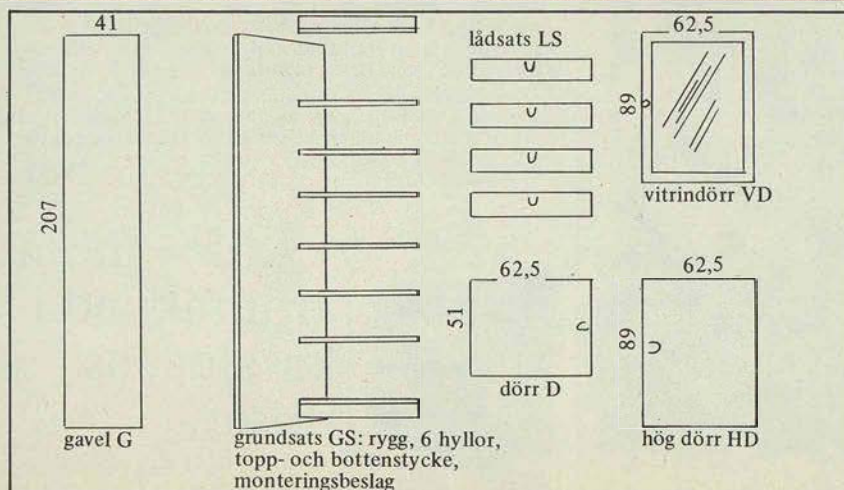 41
207
gavel G
grundsats GS: rygg, 6 hyllor,
topp- och bottenstycke,
monteringsbeslag
lådsats LS
62,5
89
vitrindörr VD
62,5
51
dörr D
62,5
89
hög dörr HD